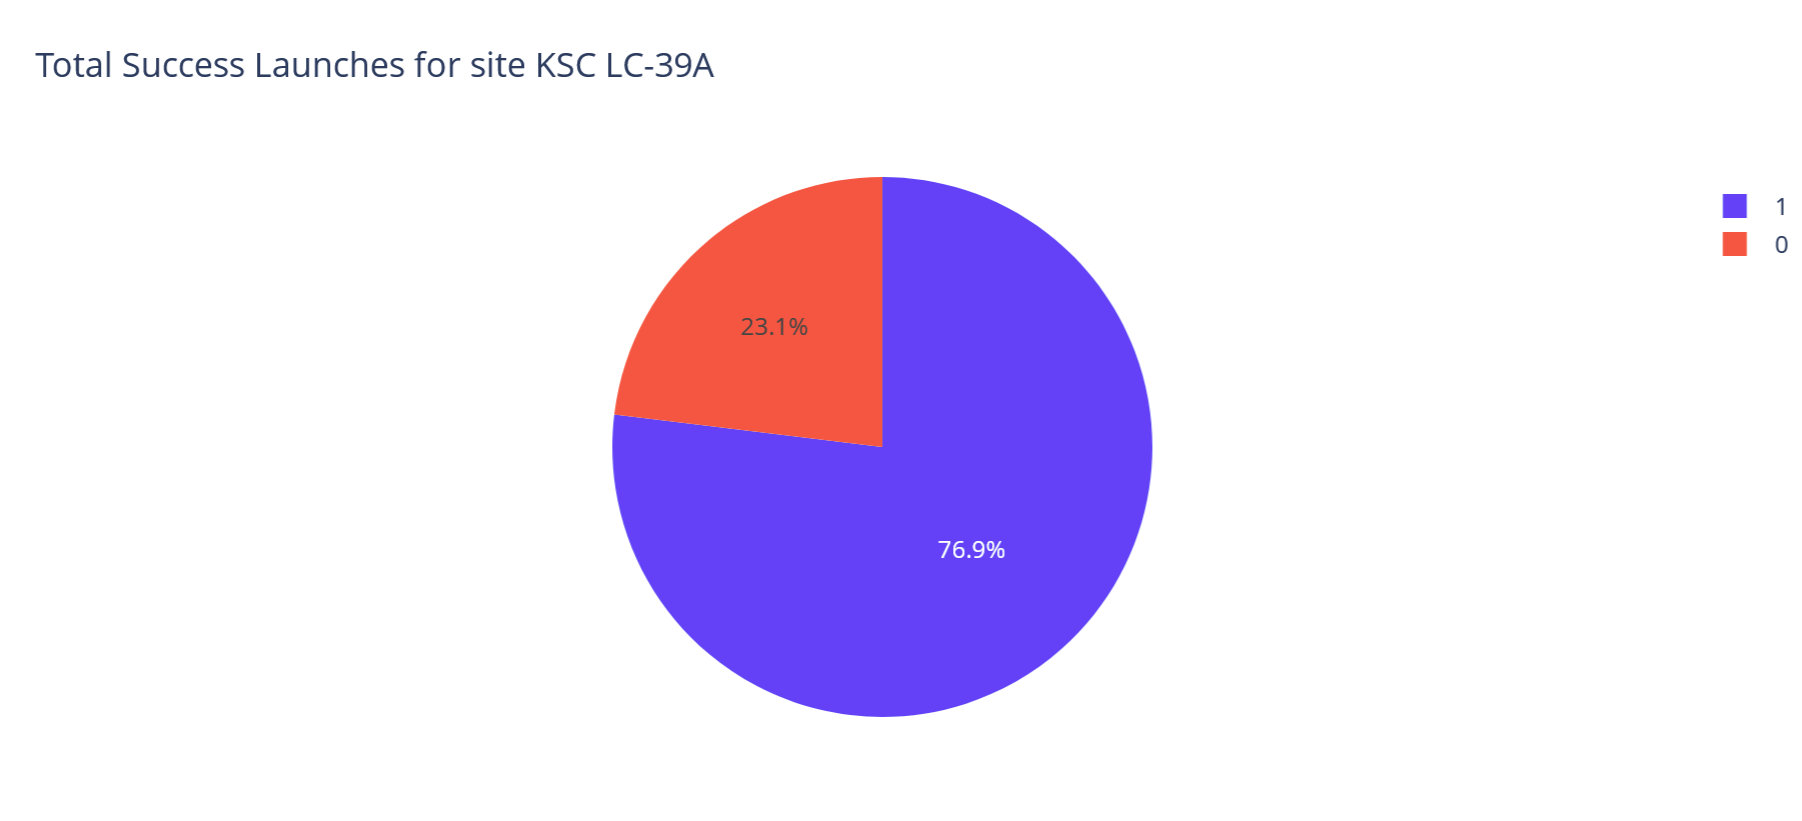 Total Success Launches for site KSC LC-39A
1
0
23.1%
76.9%